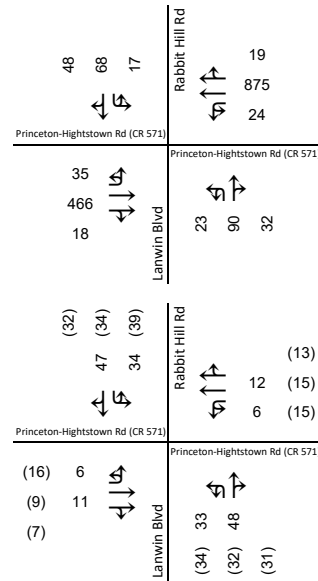 48 68 17
Rabbit Hill Rd
19
875
24
Princeton-Hightstown Rd (CR 571)
Princeton-Hightstown Rd (CR 571
35
466
18
Lanwin Blvd
23 90 32
(32) (34) (39)
47 34
Rabbit Hill Rd
(13)
12 (15)
6 (15)
Princeton-Hightstown Rd (CR 571)
Princeton-Hightstown Rd (CR 571
(16) 6
(9) 11
(7)
Lanwin Blvd
33 48
(34) (32) (31)